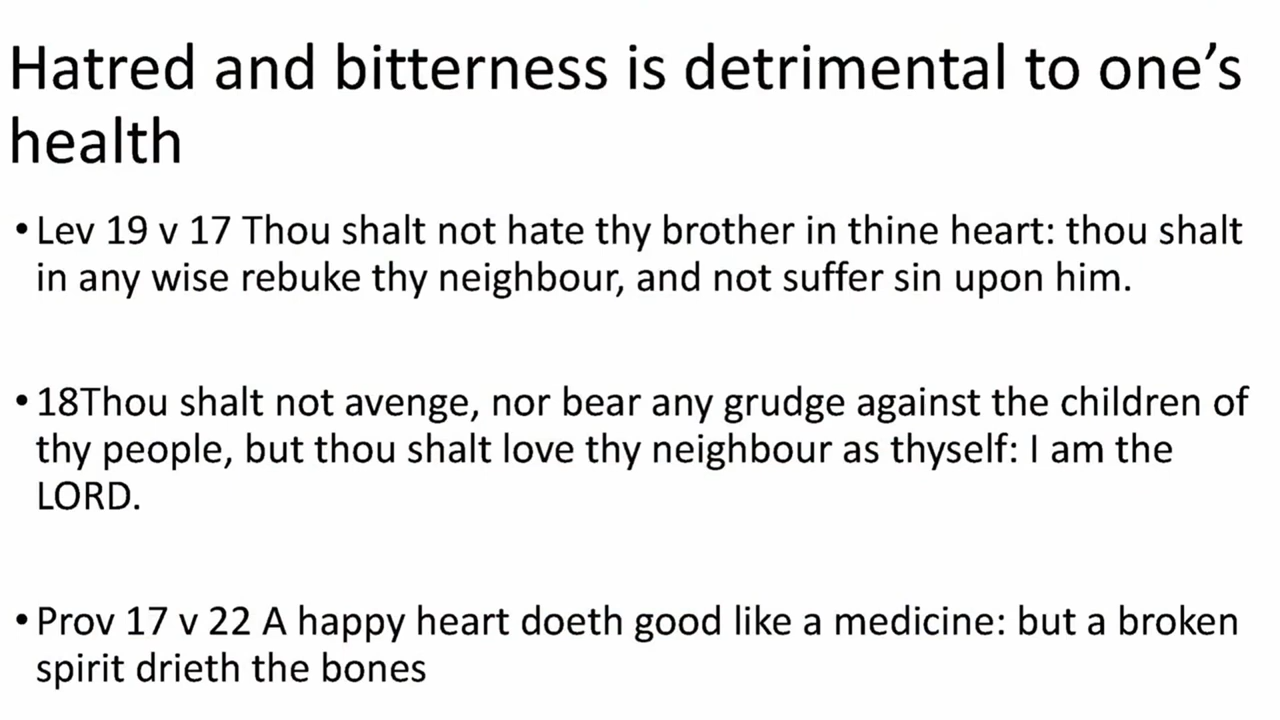 Hatred and bitterness is detrimental to one’s
health
•Lev 19 v 17 Thou shalt not hate thy brother in thine heart: thou shalt
in any wise rebuke thy neighbour, and not suffer sin upon him.
•18Thou shalt not avenge, nor bear any grudge against the children of
thy people, but thou shalt love thy neighbour as thyself: I am the
LORD.
•Prov 17 v 22 A happy heart doeth good like a medicine: but a broken
spirit drieth the bones